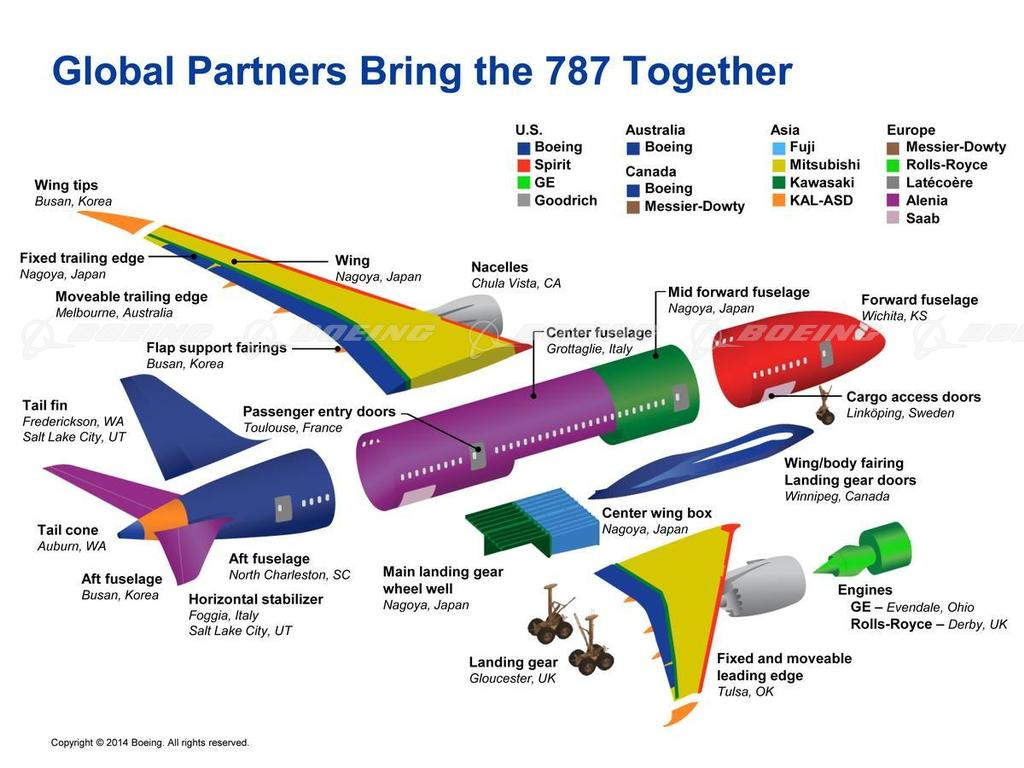 Global Partners Bring the 787 Together
U.S.
Boeing
Spirit
GE
Goodrich
Australia
Boeing
Canada
Boeing
Messier-Dowty
Asia
Fuji
Mitsubishi
Kawasaki
KAL-ASD
Europe
Messier-Dowty
Rolls-Royce
Latécoère
Alenia
Saab
Wing tips
Busan, Korea
Fixed trailing edge
Nagoya, Japan
Wing
Nagoya, Japan
Moveable trailing edge
Melbourne, Australia
Nacelles
Chula Vista, CA
Mid forward fuselage
Nagoya, Japan
Forward fuselage
Wichita, KS
BOEING
BOEING
BOEING
BOEING
BO
Flap support fairings
Busan, Korea
Center fuselage
Grottaglie, Italy
Tail fin
Frederickson, WA
Salt Lake City, UT
Passenger entry doors
Toulouse, France
Cargo access doors
Linköping, Sweden
Wing/body fairing
Landing gear doors
Winnipeg, Canada
Center wing box
Nagoya, Japan
Tail cone
Auburn, WA
Aft fuselage
North Charleston, SC
Aft fuselage
Busan, Korea
Horizontal stabilizer
Foggia, Italy
Salt Lake City, UT
Main landing gear
wheel well
Nagoya, Japan
Engines
GE – Evendale, Ohio
Rolls-Royce – Derby, UK
Landing gear
Gloucester, UK
Fixed and moveable
leading edge
Tulsa, OK
Copyright © 2014 Boeing. All rights reserved.